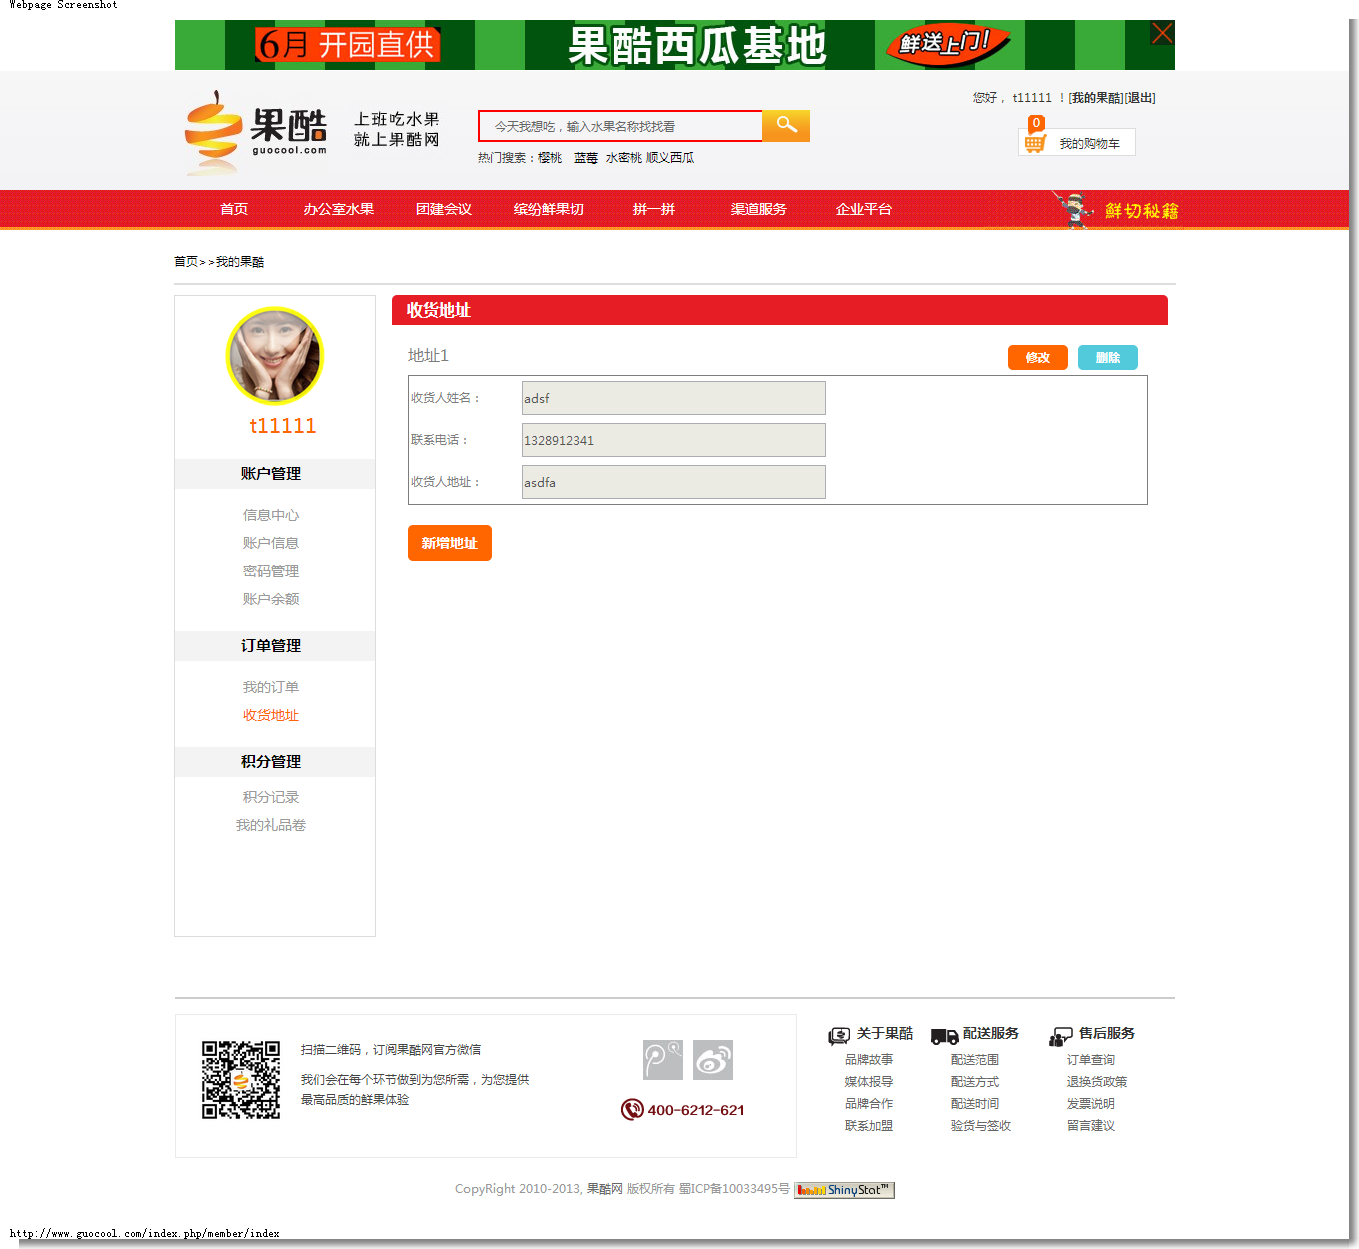 Webpage Screenshot
6月 开园直供
果酷西瓜基地
鲜送上门!
果酷
guocool.com
上班吃水果
就上果酷网
今天我想吃，输入水果名称找找看
热门搜索：樱桃 蓝莓 水密桃 顺义西瓜
您好， t11111 ！[我的果酷][退出]
0
我的购物车
首页 办公室水果 团建会议 缤纷鲜果切 拼一拼 渠道服务 企业平台 鲜切秘籍
首页>>我的果酷
t11111
账户管理
信息中心
账户信息
密码管理
账户余额
订单管理
我的订单
收货地址
积分管理
积分记录
我的礼品卷
收货地址
地址1
修改 删除
收货人姓名： adsf
联系电话： 1328912341
收货人地址： asdfa
新增地址
扫描二维码，订阅果酷网官方微信
我们会在每个环节做到为您所需，为您提供
最高品质的鲜果体验
400-6212-621
关于果酷
品牌故事
媒体报导
品牌合作
联系加盟
配送服务
配送范围
配送方式
配送时间
验货与签收
售后服务
订单查询
退换货政策
发票说明
留言建议
CopyRight 2010-2013, 果酷网 版权所有 蜀ICP备10033495号 ShinyStat™
http://www.guocool.com/index.php/member/index